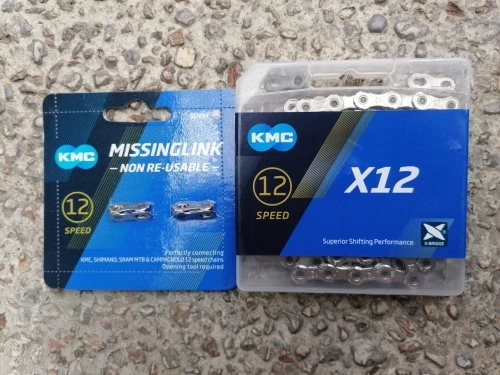 KMC
MISSINGLINK
– NON RE-USABLE –
12
SPEED
Perfectly connecting
KMC, SHIMANO, SRAM MTB & CAMPAGNOLO 12 speed chains
Opening tool required
KMC
12
SPEED
X12
Superior Shifting Performance
X
X-BRIDGE